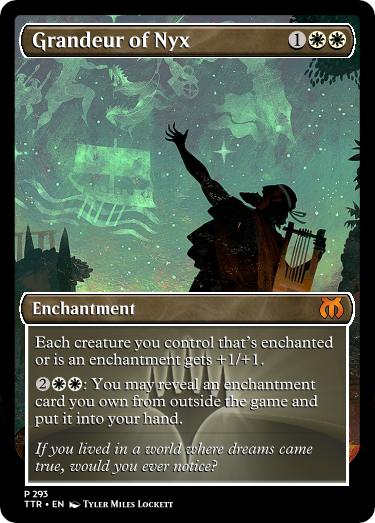 Grandeur of Nyx 1
Enchantment
Each creature you control that's enchanted
or is an enchantment gets +1/+1.
2: You may reveal an enchantment
card you own from outside the game and
put it into your hand.
If you lived in a world where dreams came
true, would you ever notice?
P 293
TTR • EN Tyler Miles Lockett